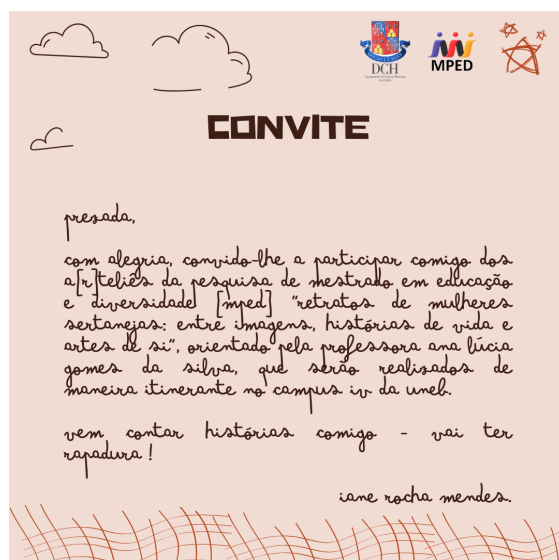 DCH
MPED
CONVITE
prezada,
com alegria, convido-lhe a participar comigo dos
a[r]teliês da pesquisa de mestrado em educação
e diversidade [mped] "retratos de mulheres
sertanejas: entre imagens, histórias de vida e
artes de si", orientado pela professora ana lúcia
gomes da silva, que serão realizados de
maneira itinerante no campus iv da uneb.
vem contar histórias comigo - vai ter
rapadura!
iane rocha mendes.